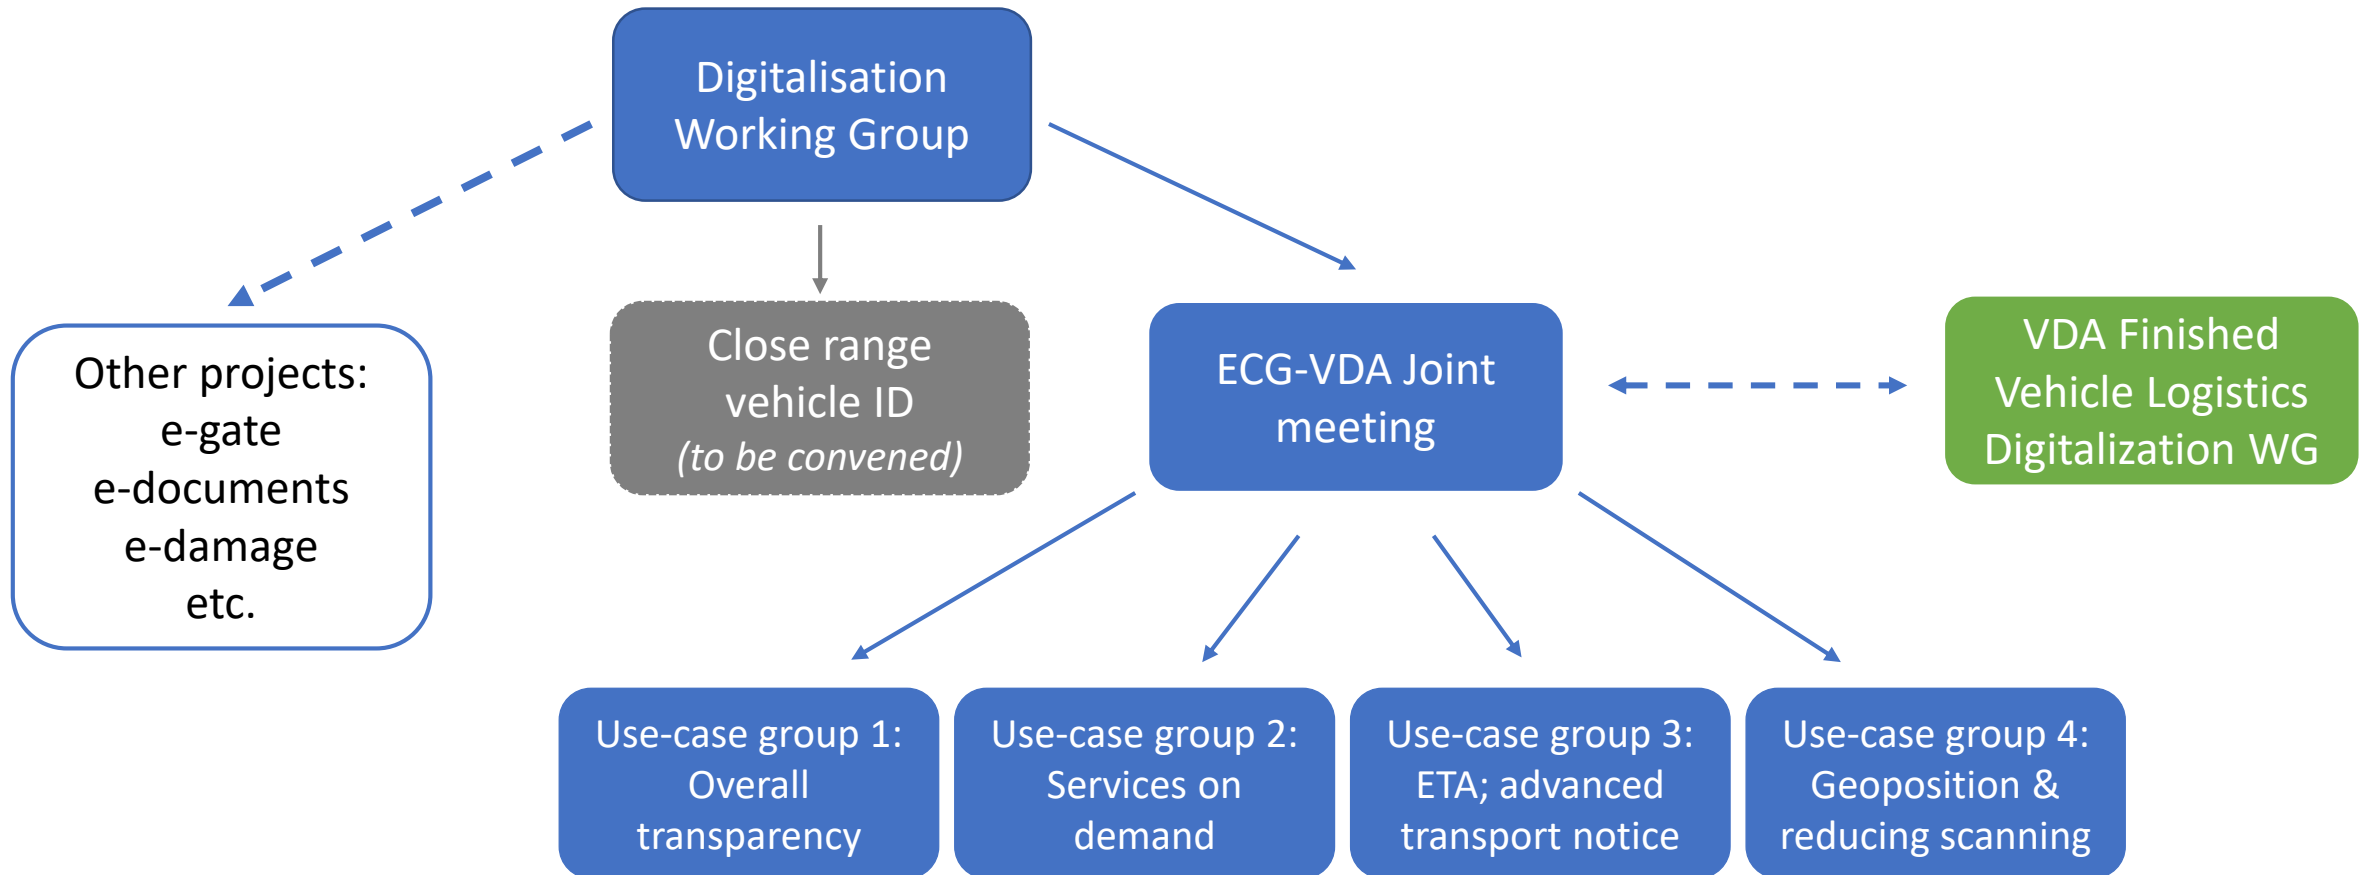 Digitalisation
Working Group
Other projects:
e-gate
e-documents
e-damage
etc.
Close range
vehicle ID
(to be convened)
ECG-VDA Joint
meeting
VDA Finished
Vehicle Logistics
Digitalization WG
Use-case group 1:
Overall
transparency
Use-case group 2:
Services on
demand
Use-case group 3:
ETA; advanced
transport notice
Use-case group 4:
Geoposition &
reducing scanning